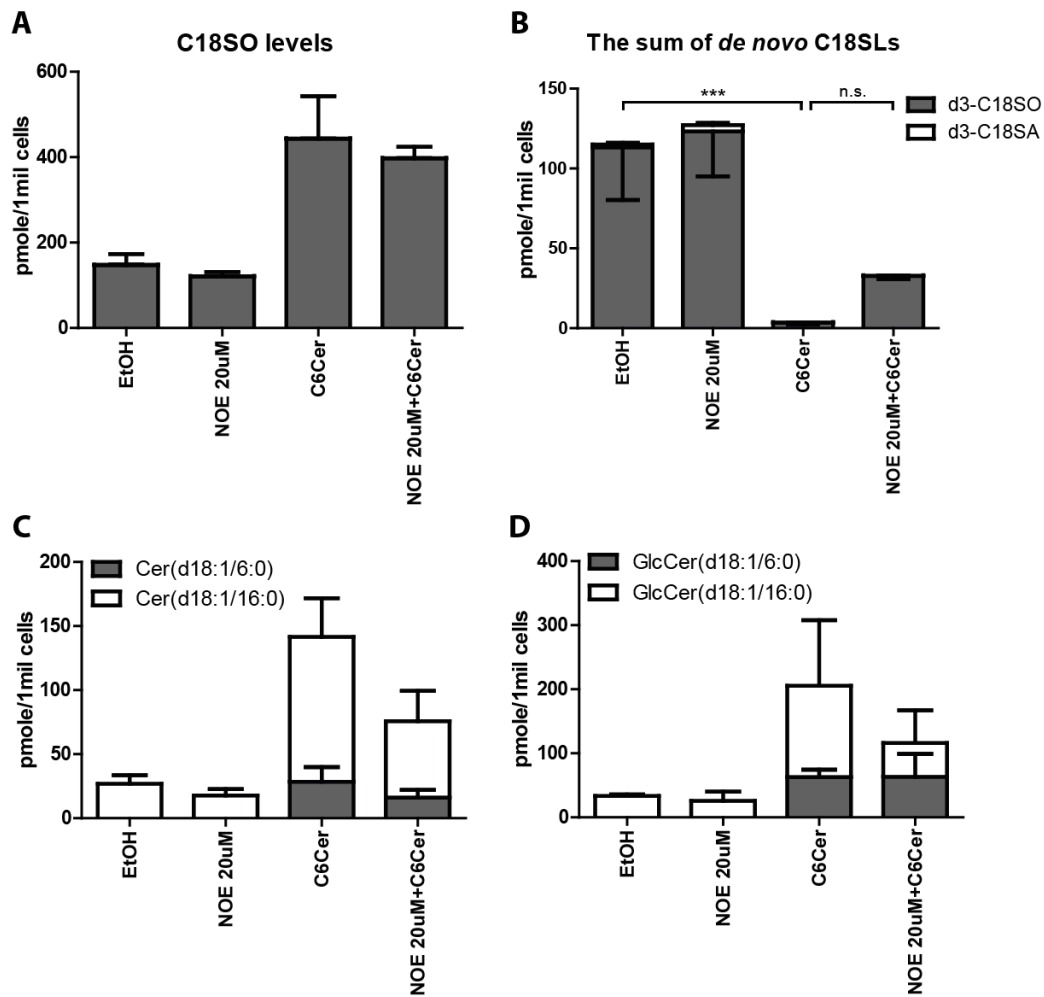 A
C18SO levels
pmole/1mil cells
600
400
200
0
EtOH
NOE 20uM
C6Cer
NOE 20uM+C6Cer
B
The sum of de novo C18SLs
pmole/1mil cells
150
100
50
0
***
n.s.
d3-C18SO
d3-C18SA
EtOH
NOE 20uM
C6Cer
NOE 20uM+C6Cer
C
Cer(d18:1/6:0)
Cer(d18:1/16:0)
pmole/1mil cells
200
150
100
50
0
EtOH
NOE 20uM
C6Cer
NOE 20uM+C6Cer
D
GlcCer(d18:1/6:0)
GlcCer(d18:1/16:0)
pmole/1mil cells
400
300
200
100
0
EtOH
NOE 20uM
C6Cer
NOE 20uM+C6Cer